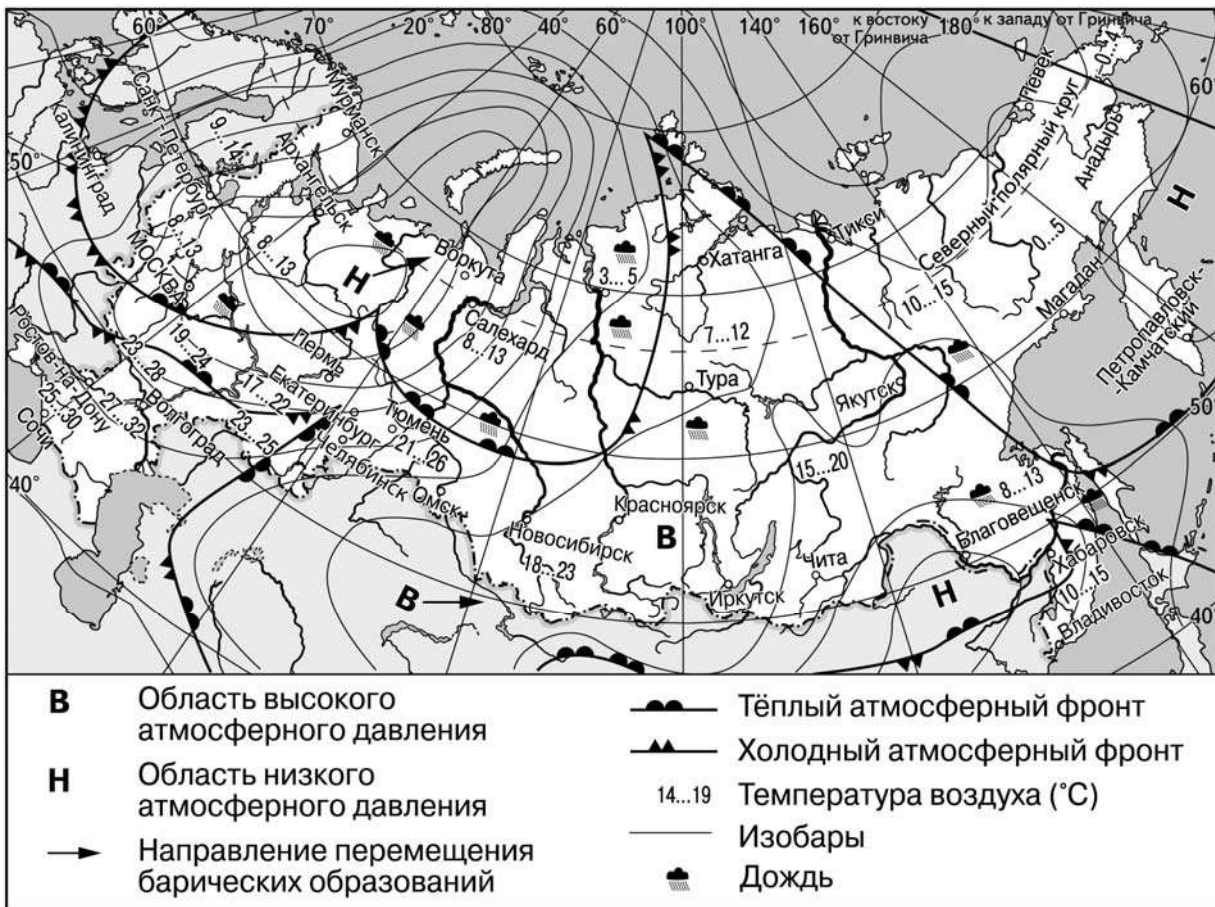 60°
70°
80°
20°
40°
60°
100°
140°
160°
180°
к востоку
от Гринвича
к западу от Гринвича
60°
50°
40°
50°
40°
Калининград
Санкт-Петербург
Мурманск
Архангельск
МОСКВА
Воркута
Салехард
Пермь
Екатеринбург
Тюмень
Челябинск
Омск
Новосибирск
Красноярск
Иркутск
Чита
Тура
Хатанга
Тикси
Якутск
Северный полярный круг
Певек
Анадырь
Магадан
Петропавловск-
-Камчатский
Благовещенск
Хабаровск
Владивосток
Ростов-на-Дону
Сочи
Волгоград
9...14
8...13
8...13
19...24
23...28
27...32
25...30
17...22
23...25
21...26
8...13
18...23
3...5
7...12
10...15
15...20
0...5
8...13
10...15
Н
Н
Н
В
В
В Область высокого
атмосферного давления
Н Область низкого
атмосферного давления
Направление перемещения
барических образований
Тёплый атмосферный фронт
Холодный атмосферный фронт
14...19 Температура воздуха (°С)
Изобары
Дождь